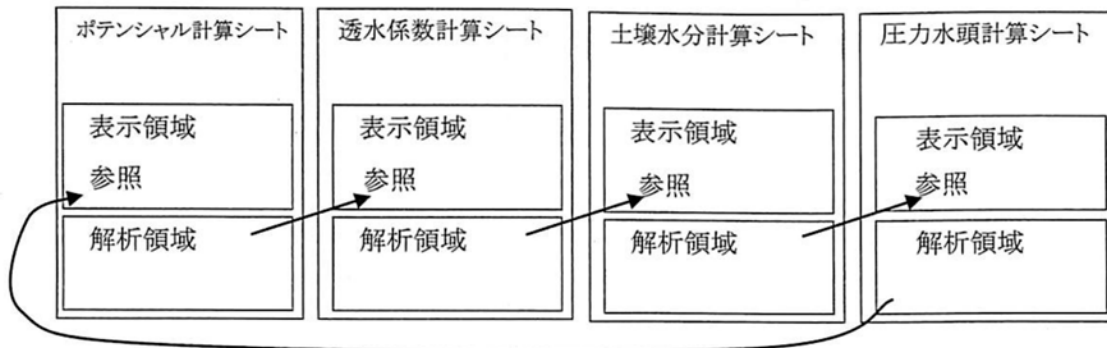 ポテンシャル計算シート
表示領域
参照
解析領域
透水係数計算シート
表示領域
参照
解析領域
土壌水分計算シート
表示領域
参照
解析領域
圧力水頭計算シート
表示領域
参照
解析領域